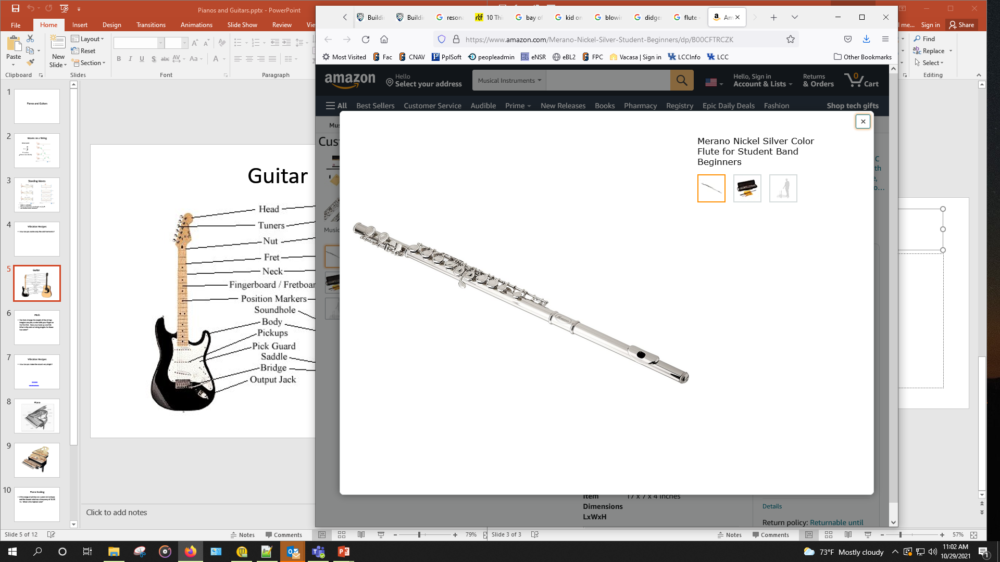 Pianos and Guitars.pptx - PowerPoint
File
Home
Insert
Design
Transitions
Animations
Slide Show
Review
Sign in
Share
Paste
Clipboard
New
Slide
Layout
Reset
Section
Slides
Font
Paragraph
Find
Replace
Select
Editing
Buildi
Buildi
reson
10 Thi
bay of
kid on
blowi
didge
flute -
Am
https://www.amazon.com/Merano-Nickel-Silver-Student-Beginners/dp/B00CFTRCZK
Most Visited
Fac
CNAV
PplSoft
peopleadmin
eNSR
eBL2
FPC
Vacasa | Sign in
LCCInfo
LCC
Other Bookmarks
amazon
Hello
Select your address
Musical Instruments
Hello, Sign in
Account & Lists
Returns
& Orders
0
Cart
All
Best Sellers
Customer Service
Audible
Prime
New Releases
Books
Pharmacy
Registry
Epic Daily Deals
Fashion
Shop tech gifts
Merano Nickel Silver Color
Flute for Student Band
Beginners
Item
Dimensions
LxWxH
17 x 7 x 4 inches
Details
Return policy: Returnable until
1
Pianos and Guitars
2
Waves on a String
3
Standing Waves
4
Vibration Recipes
5
Guitar
6
Pitch
7
Vibration Recipes
8
Piano
9
10
Piano Scaling
Guitar
Head
Tuners
Nut
Fret
Neck
Fingerboard / Fretboar
Position Markers
Soundhole
Body
Pickups
Pick Guard
Saddle
Bridge
Output Jack
Click to add notes
Slide 5 of 12
Notes
Comments
79%
Slide 3 of 3
Notes
Comments
57%
73°F Mostly cloudy
11:02 AM
10/29/2021
1